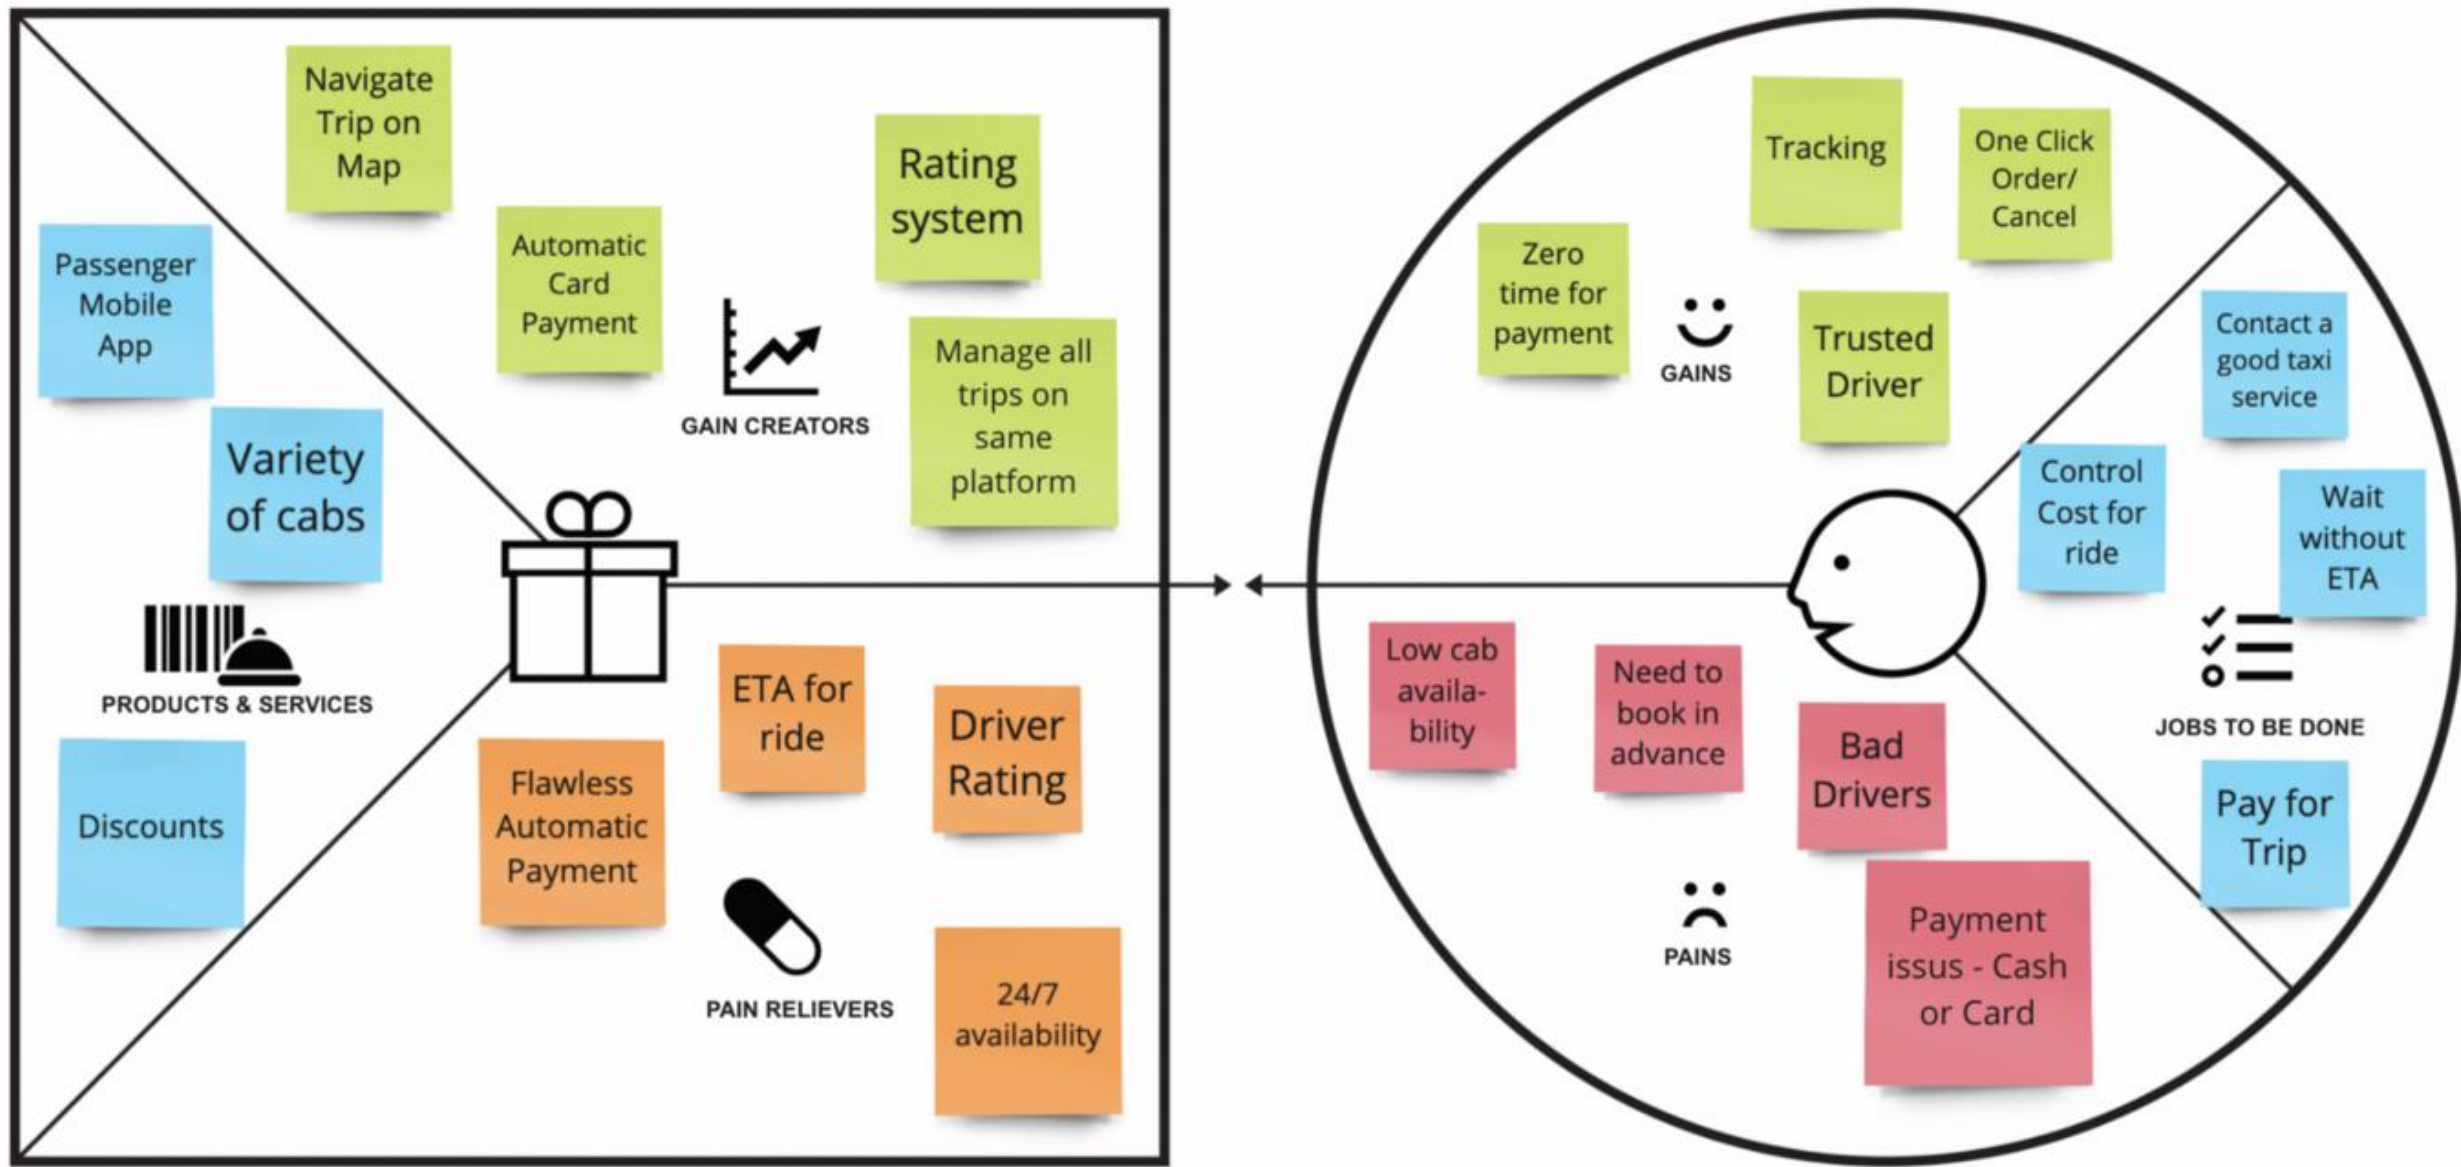 Navigate
Trip on
Map
Rating
system
Automatic
Card
Payment
Manage all
trips on
same
platform
GAIN CREATORS
Passenger
Mobile
App
Variety
of cabs
PRODUCTS & SERVICES
Discounts
ETA for
ride
Driver
Rating
Flawless
Automatic
Payment
PAIN RELIEVERS
24/7
availability
Tracking
One Click
Order/
Cancel
Zero
time for
payment
GAINS
Trusted
Driver
Contact a
good taxi
service
Control
Cost for
ride
Wait
without
ETA
JOBS TO BE DONE
Pay for
Trip
Low cab
availa-
bility
Need to
book in
advance
Bad
Drivers
PAINS
Payment
issus - Cash
or Card